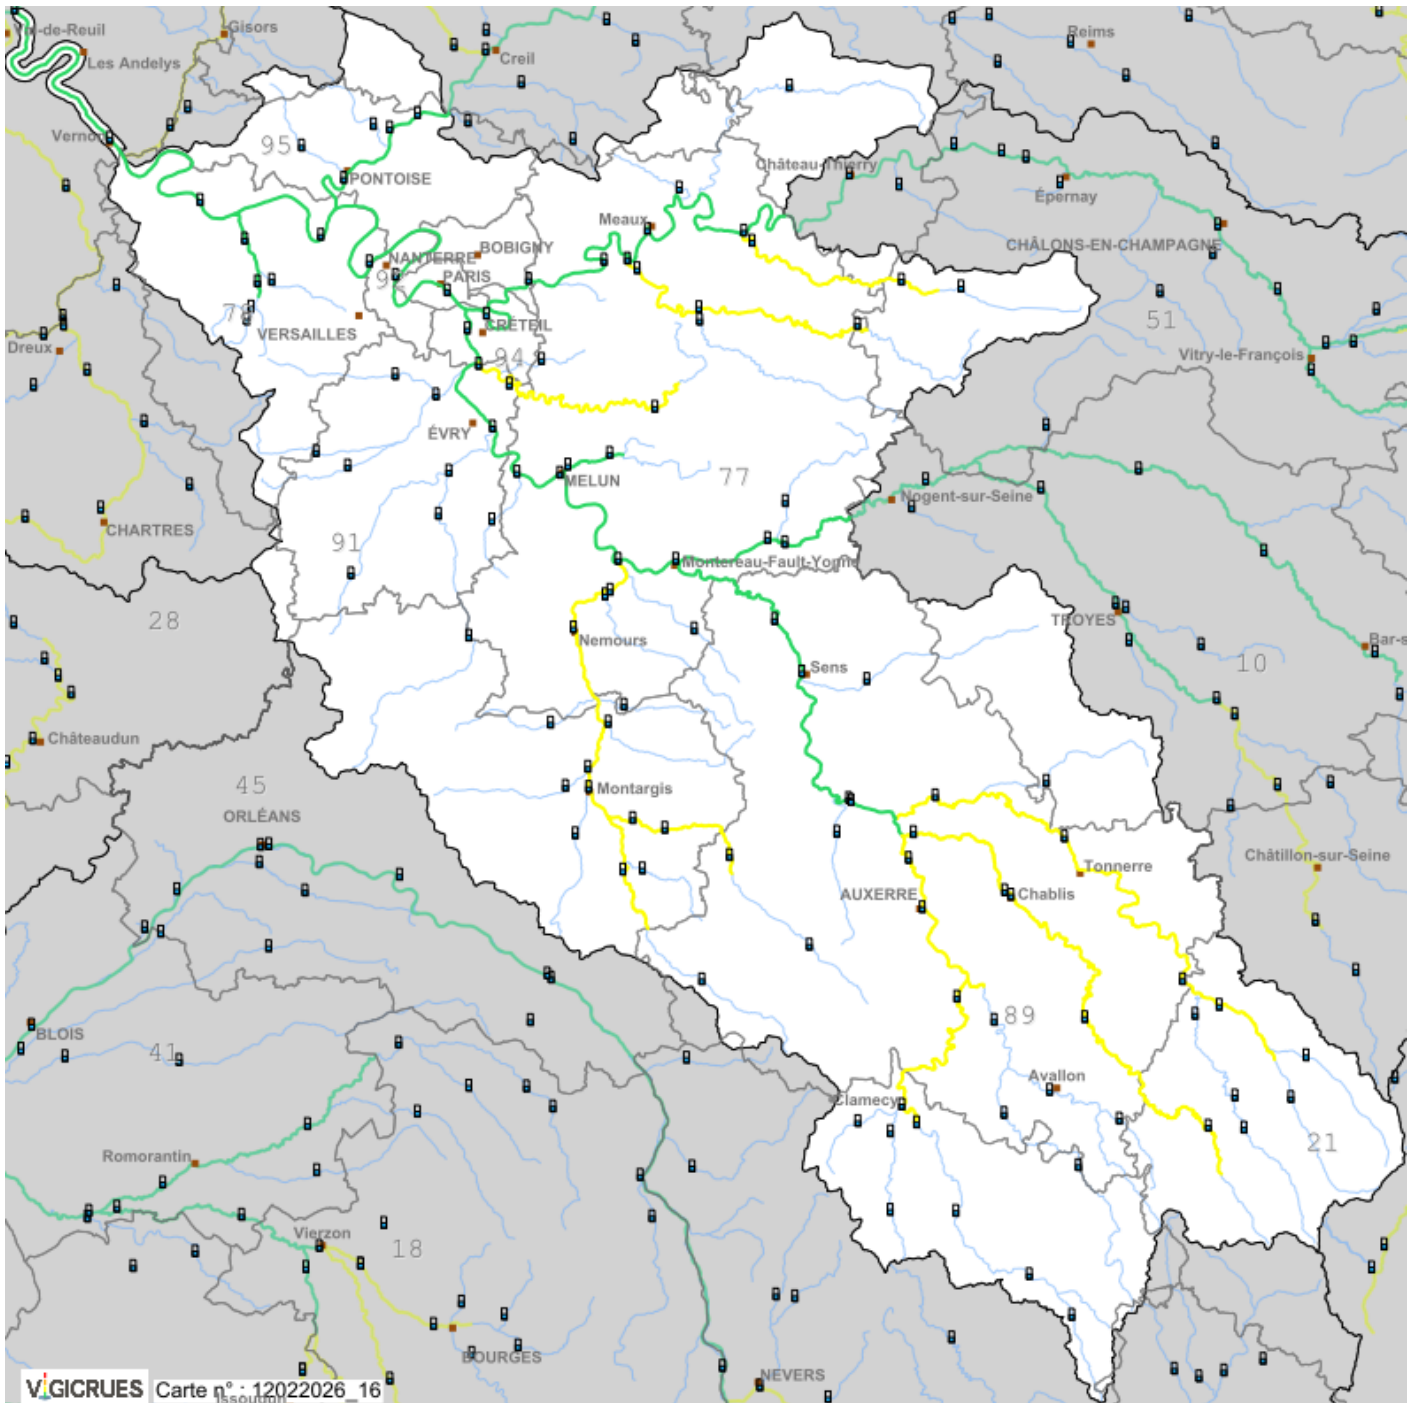 Gisors
Reims
Creil
Les Andelys
Vernon
95
Château-Thierry
PONTOISE
Épernay
Meaux
CHÂLONS-EN-CHAMPAGNE
BOBIGNY
NANTERRE
PARIS
51
78
VERSAILLES
CRÉTEIL
Dreux
94
Vitry-le-François
ÉVRY
77
MELUN
Nogent-sur-Seine
CHARTRES
91
Montereau-Fault-Yonne
28
TROYES
Nemours
Bar-s
Sens
10
Châteaudun
45
Montargis
ORLÉANS
Châtillon-sur-Seine
Tonnerre
AUXERRE
Chablis
89
BLOIS
41
Avallon
Clamecy
21
Romorantin
Vierzon
18
BOURGES
NEVERS
VIGICRUES Carte n° : 12022026_16